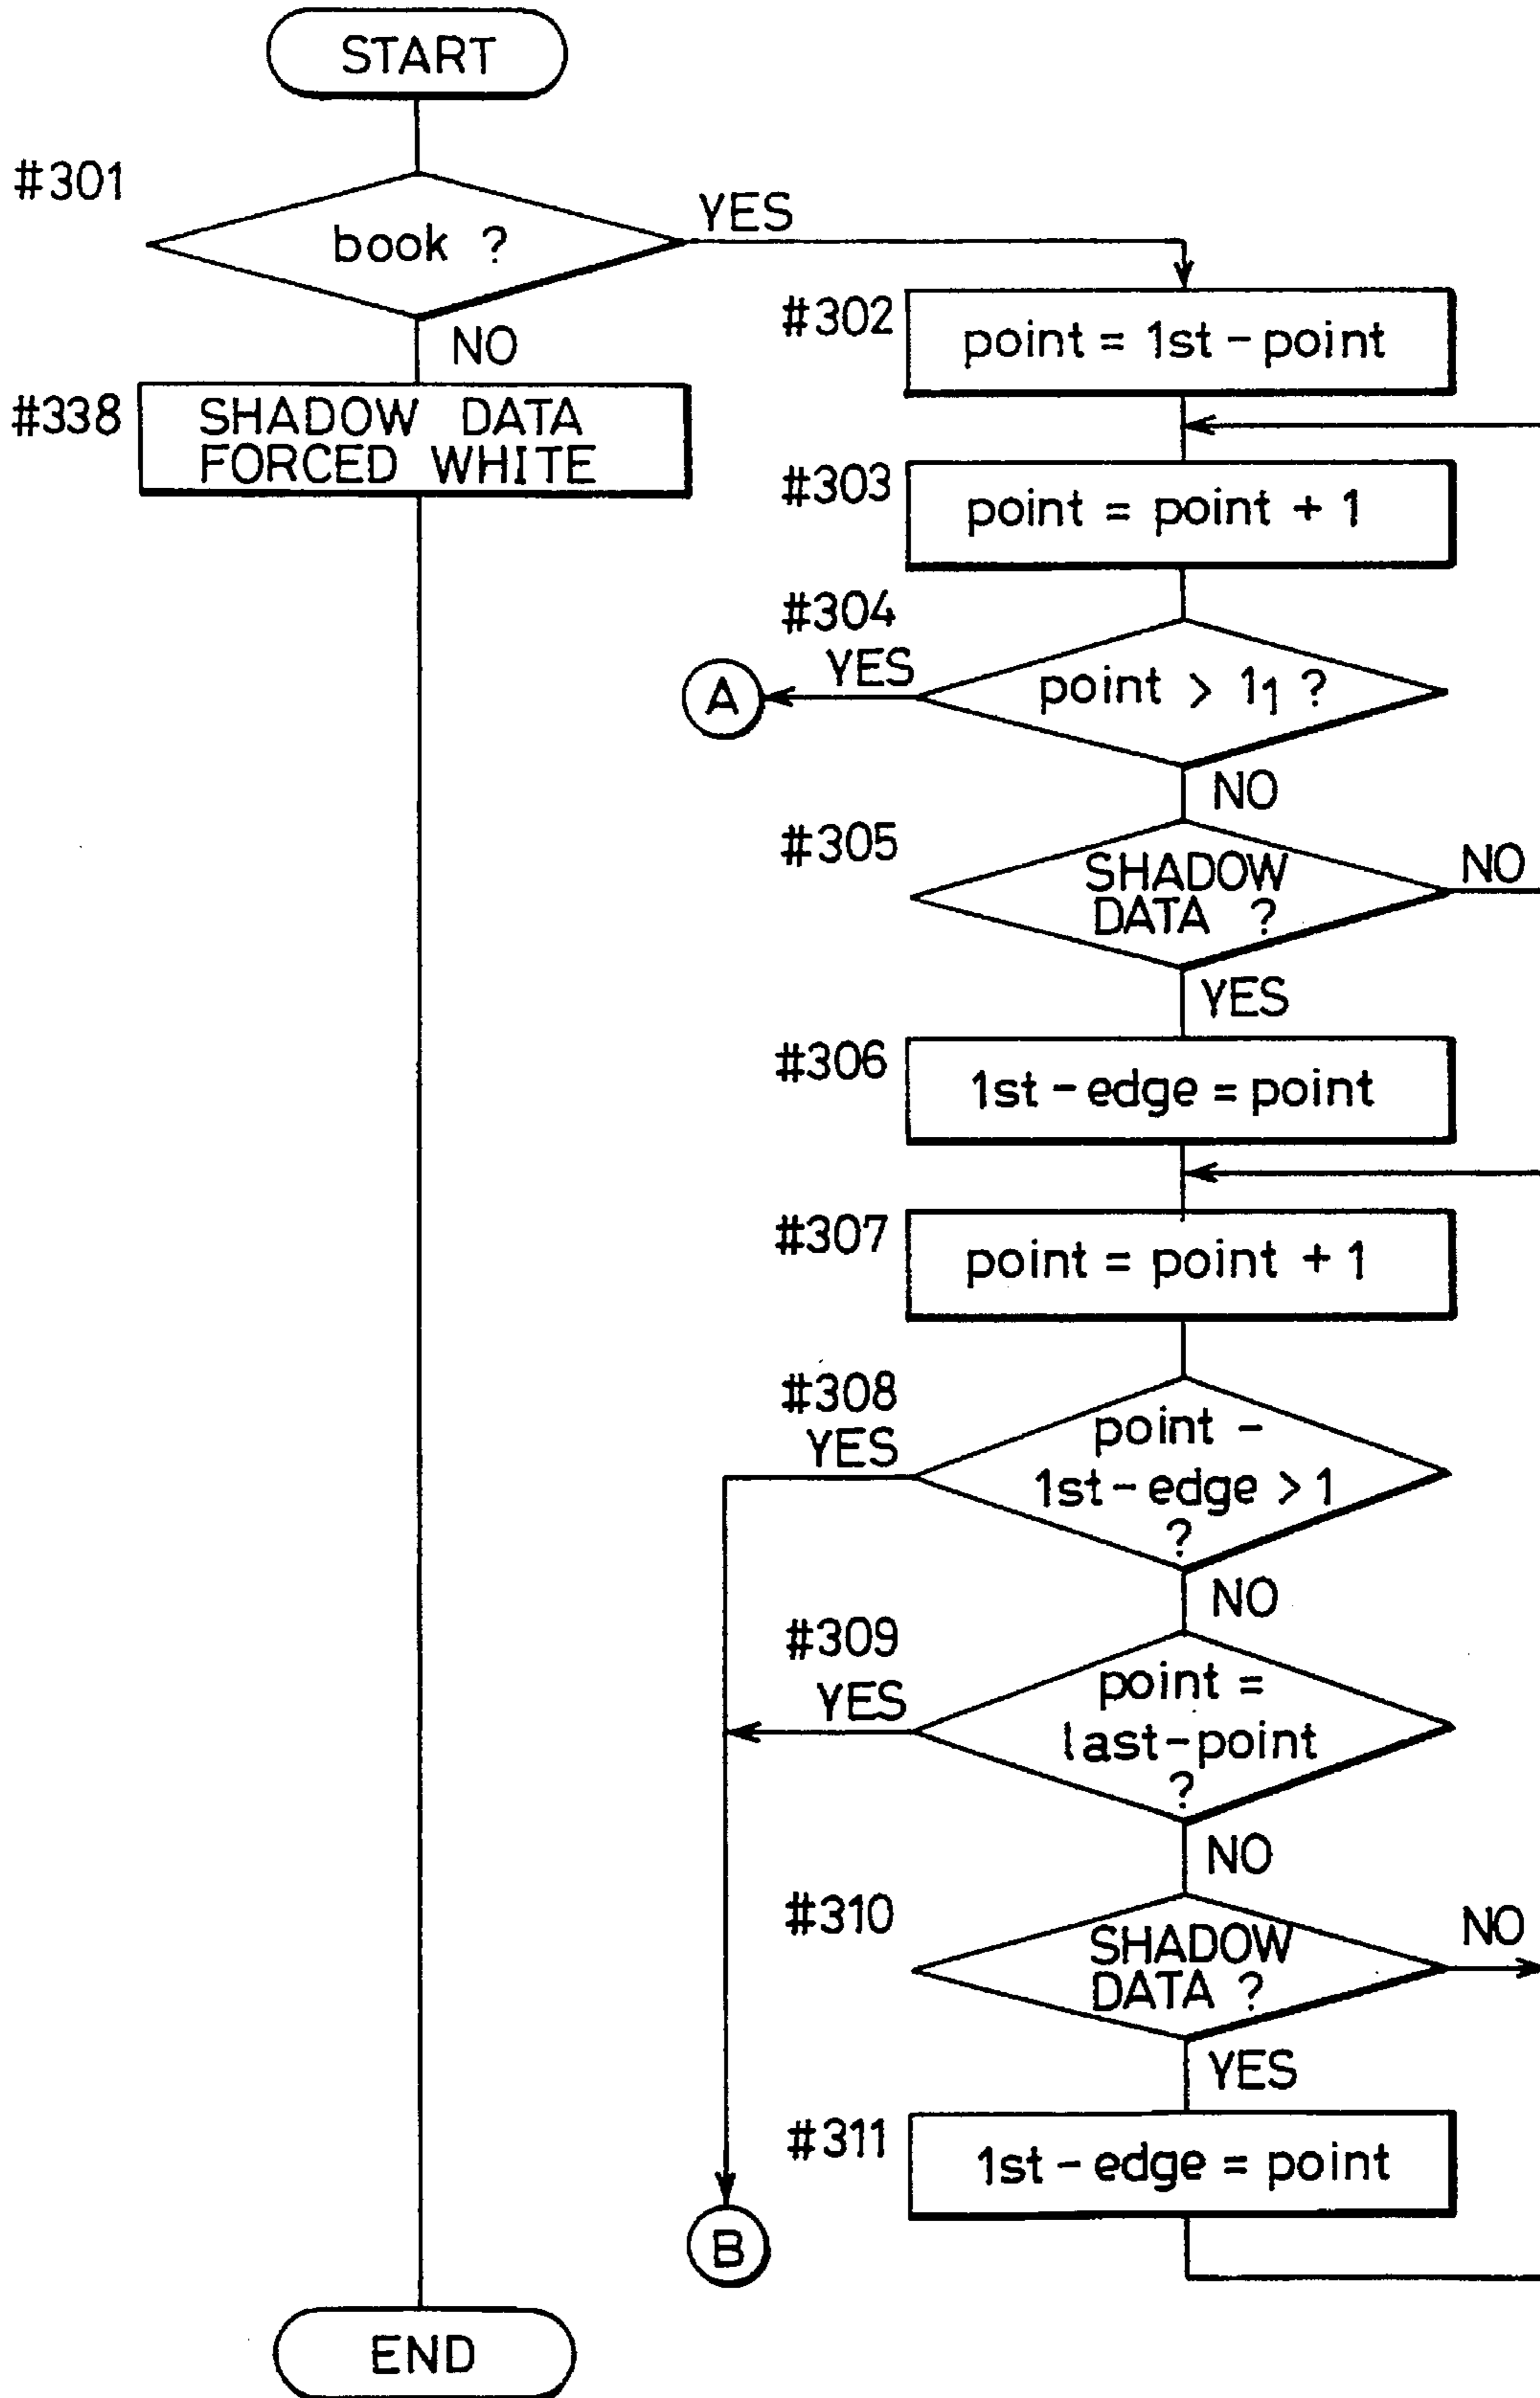 START
#301
book ?
YES
NO
#338
SHADOW DATA
FORCED WHITE
#302
point = 1st - point
#303
point = point + 1
#304
YES
A
point > 1₁ ?
NO
#305
SHADOW
DATA ?
NO
YES
#306
1st - edge = point
#307
point = point + 1
#308
YES
point -
1st - edge > 1
?
NO
#309
YES
point =
last-point
?
NO
#310
SHADOW
DATA ?
NO
YES
#311
1st - edge = point
B
END